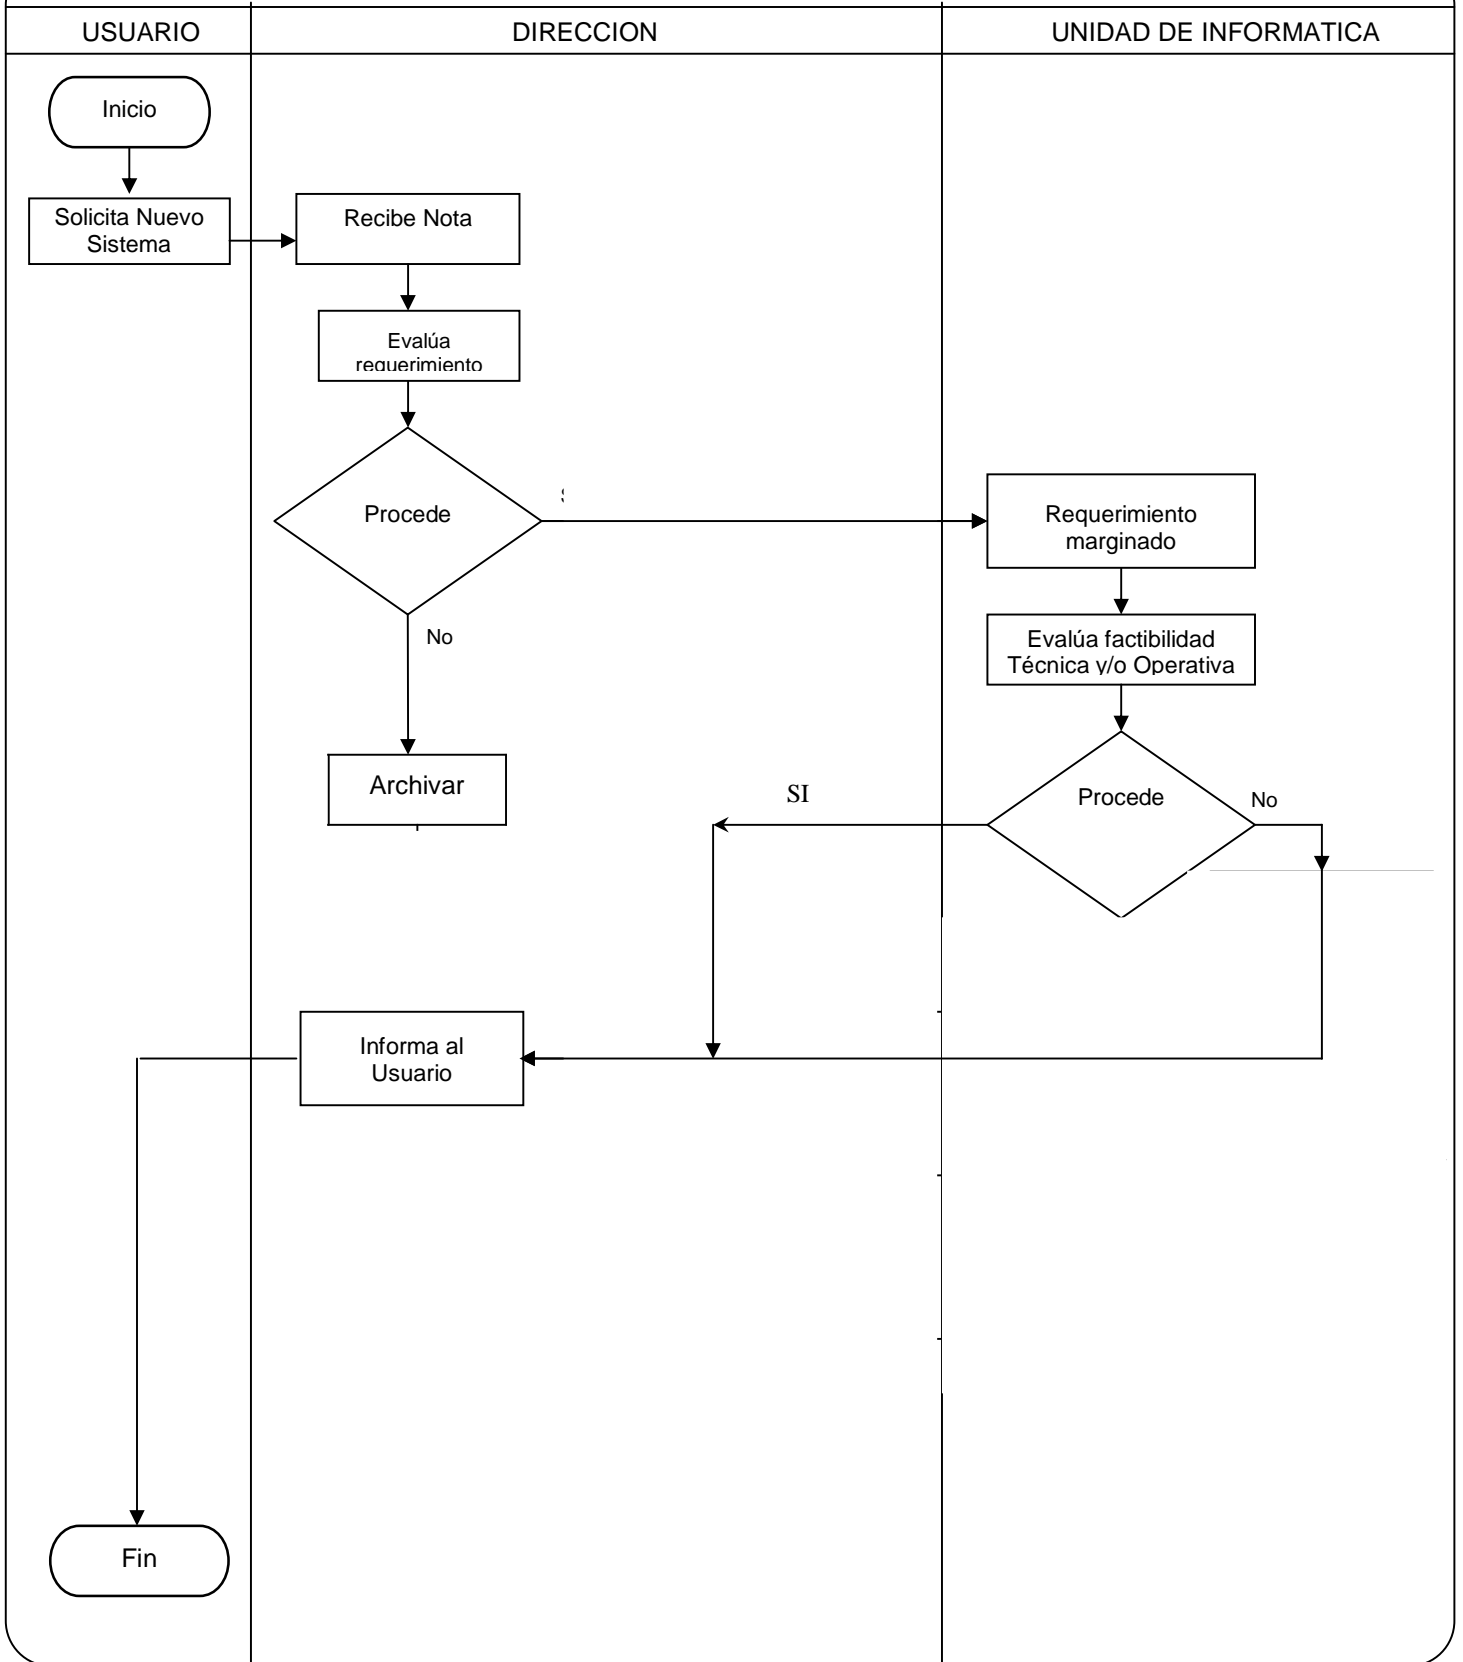 USUARIO
DIRECCION
UNIDAD DE INFORMATICA
Inicio
Solicita Nuevo
Sistema
Recibe Nota
Evalúa
requerimiento
Procede
Requerimiento
marginado
No
Evalúa factibilidad
Técnica y/o Operativa
Archivar
SI
Procede
No
Informa al
Usuario
Fin